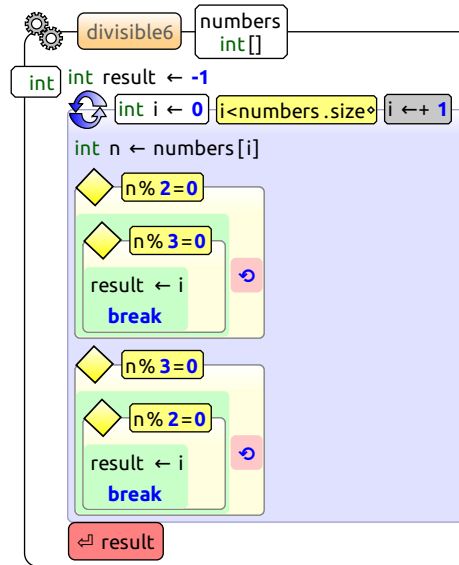 divisible6 numbers
int[]
int int result ← -1
int i ← 0 i<numbers.size⋄ i ←+ 1
int n ← numbers[i]
n%2=0
n%3=0
result ← i
⟲
break
n%3=0
n%2=0
result ← i
⟲
break
⏎ result